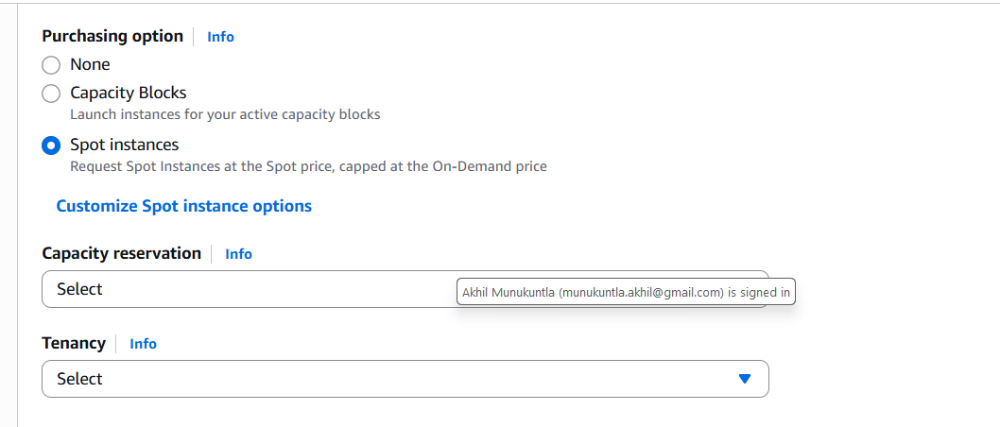 Purchasing option Info
None
Capacity Blocks
Launch instances for your active capacity blocks
Spot instances
Request Spot Instances at the Spot price, capped at the On-Demand price
Customize Spot instance options
Capacity reservation Info
Select
Akhil Munukuntla (munukuntla.akhil@gmail.com) is signed in
Tenancy Info
Select